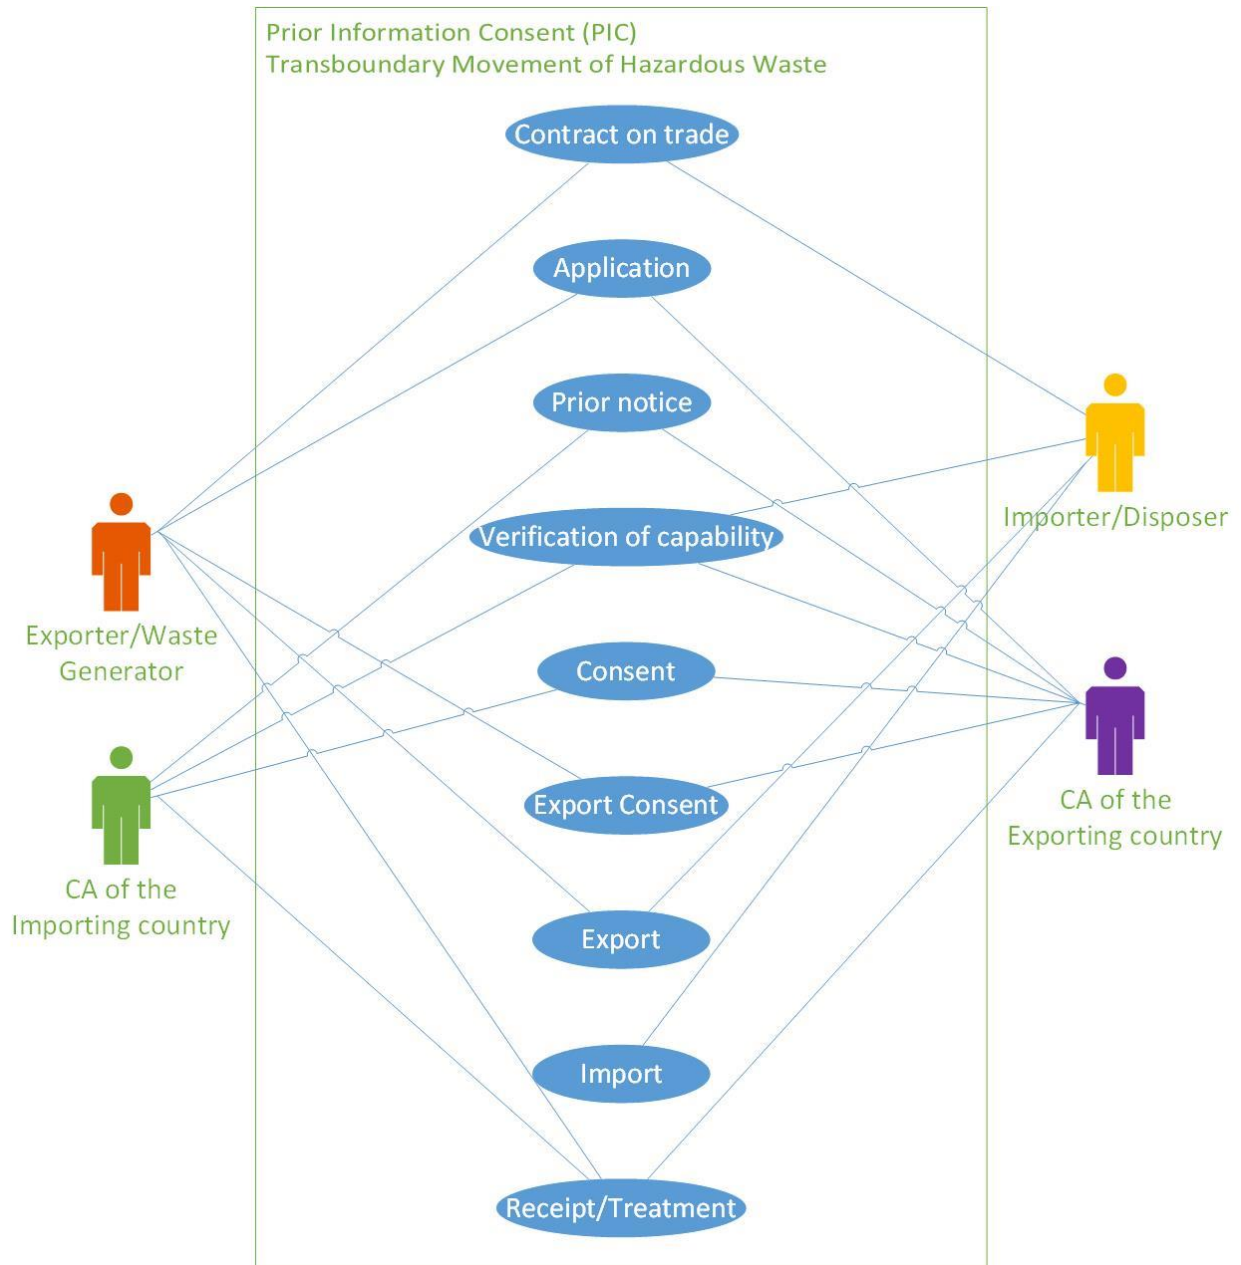 Prior Information Consent (PIC)
Transboundary Movement of Hazardous Waste
Contract on trade
Application
Prior notice
Verification of capability
Consent
Export Consent
Export
Import
Receipt/Treatment
Exporter/Waste
Generator
CA of the
Importing country
Importer/Disposer
CA of the
Exporting country